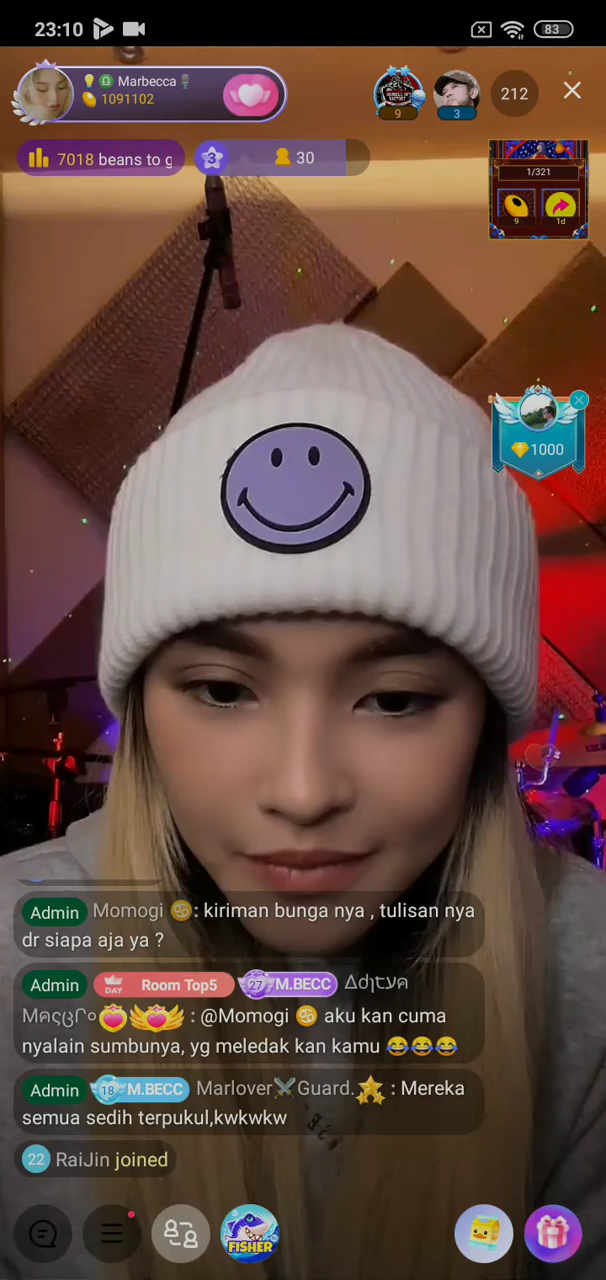 23:10
83
Marbecca
1091102
9
3
212
7018 beans to g
3
30
1/321
9
1d
1000
Admin Momogi ♋: kiriman bunga nya , tulisan nya
dr siapa aja ya ?
Admin DAY Room Top5 27 M.BECC
: @Momogi ♋ aku kan cuma
nyalain sumbunya, yg meledak kan kamu 😂😂😂
Admin 18 M.BECC Marlover⚔Guard. : Mereka
semua sedih terpukul,kwkwkw
22 RaiJin joined
FISHER